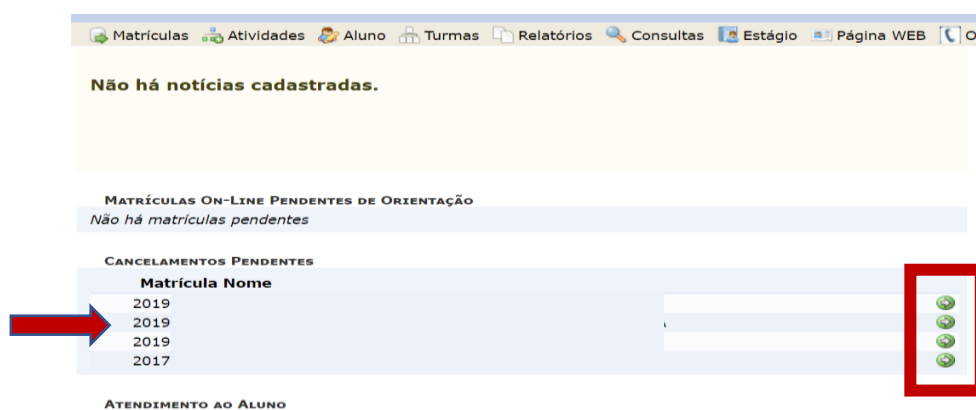 Matrículas Atividades Aluno Turmas Relatórios Consultas Estágio Página WEB O
Não há notícias cadastradas.
Matrículas On-Line Pendentes de Orientação
Não há matrículas pendentes
Cancelamentos Pendentes
Matrícula Nome
2019
2019
2019
2017
Atendimento ao Aluno